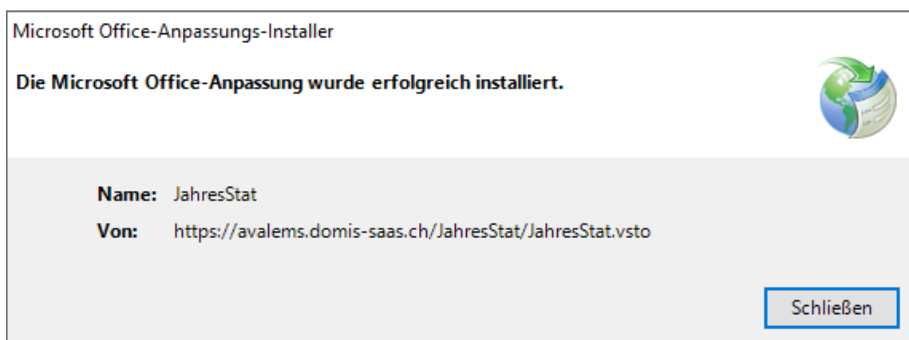 Microsoft Office-Anpassungs-Installer
Die Microsoft Office-Anpassung wurde erfolgreich installiert.
Name: JahresStat
Von: https://avalems.domis-saas.ch/JahresStat/JahresStat.vsto
Schließen